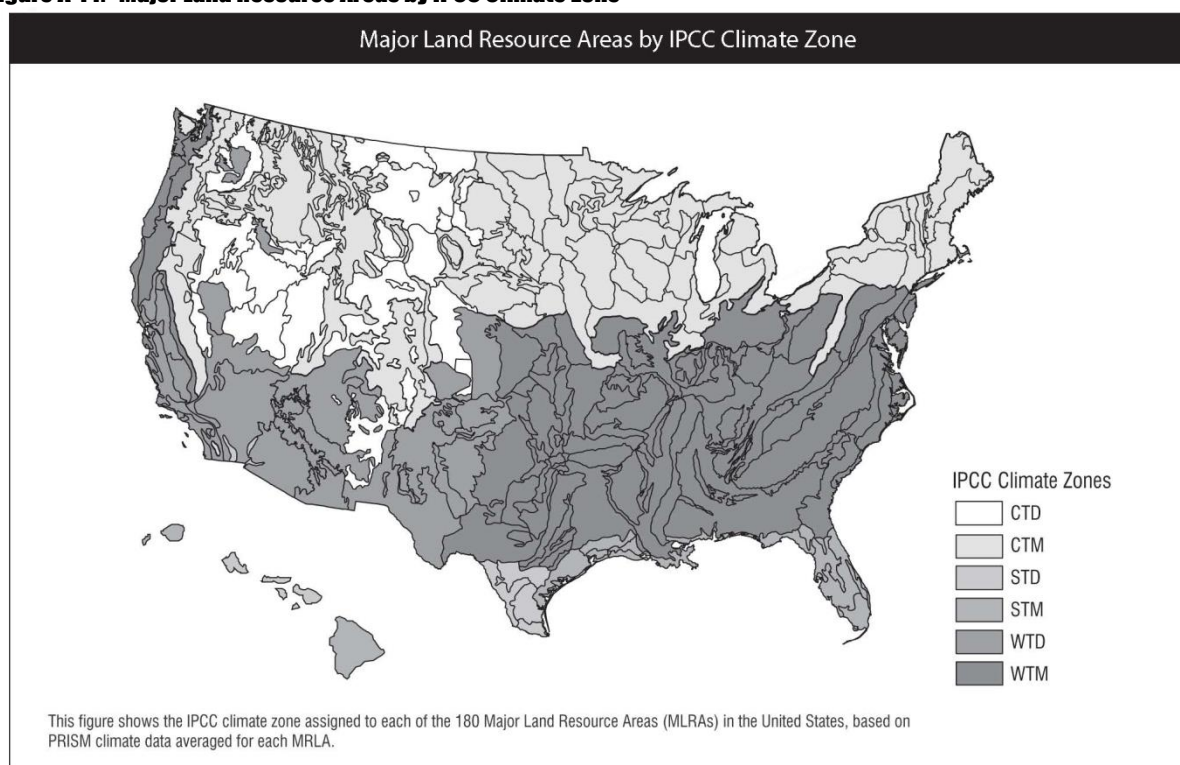 Major Land Resource Areas by IPCC Climate Zone
IPCC Climate Zones
CTD
CTM
STD
STM
WTD
WTM
This figure shows the IPCC climate zone assigned to each of the 180 Major Land Resource Areas (MLRAs) in the United States, based on
PRISM climate data averaged for each MRLA.